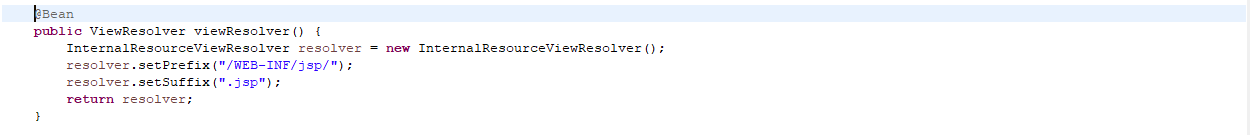 @Bean
public ViewResolver viewResolver() {
InternalResourceViewResolver resolver = new InternalResourceViewResolver();
resolver.setPrefix("/WEB-INF/jsp/");
resolver.setSuffix(".jsp");
return resolver;
}